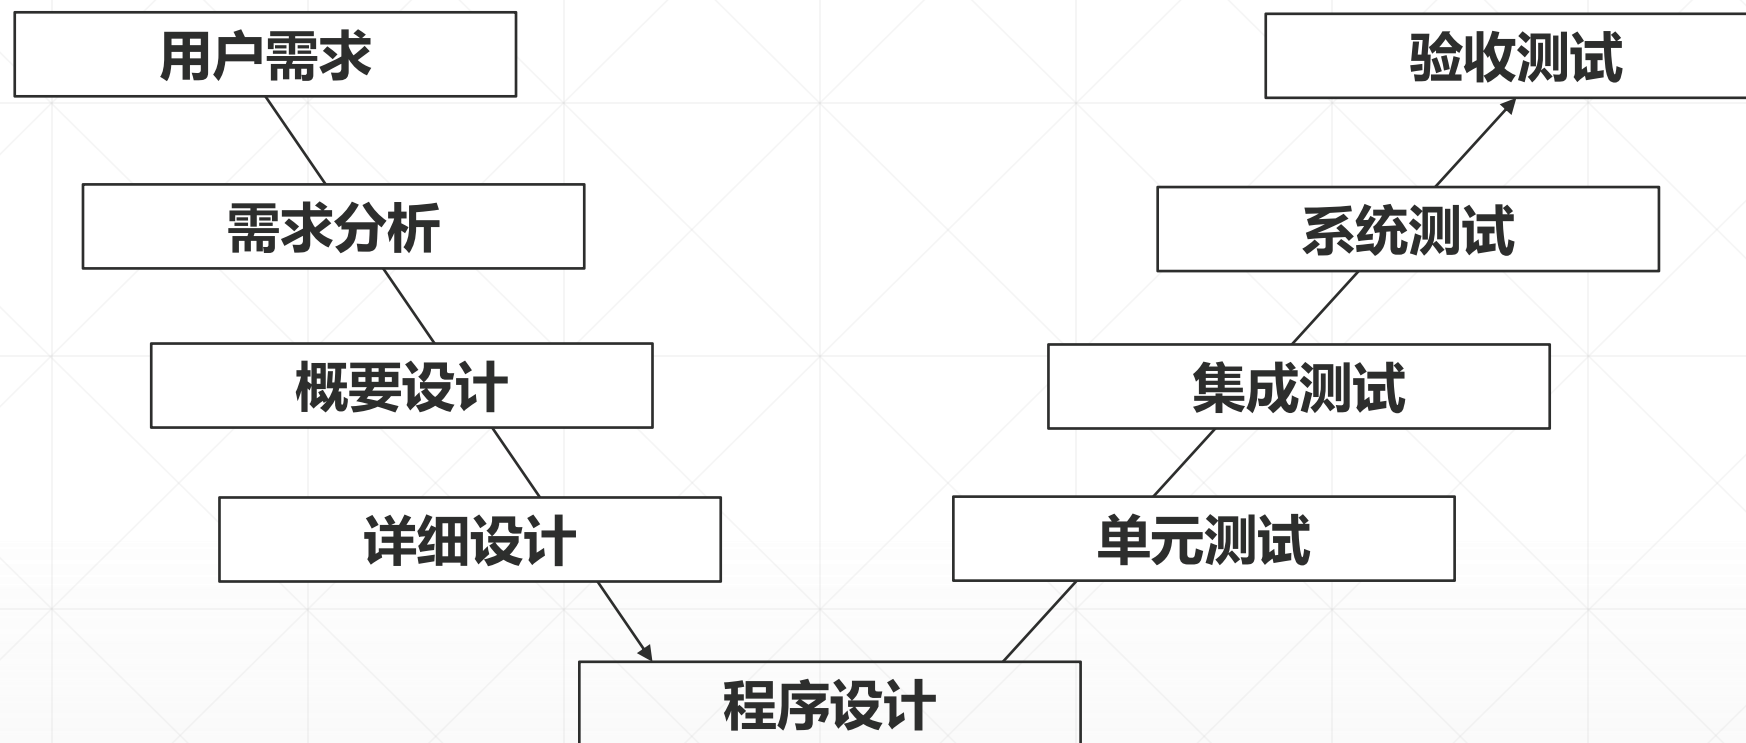 用户需求
验收测试
需求分析
系统测试
概要设计
集成测试
详细设计
单元测试
程序设计